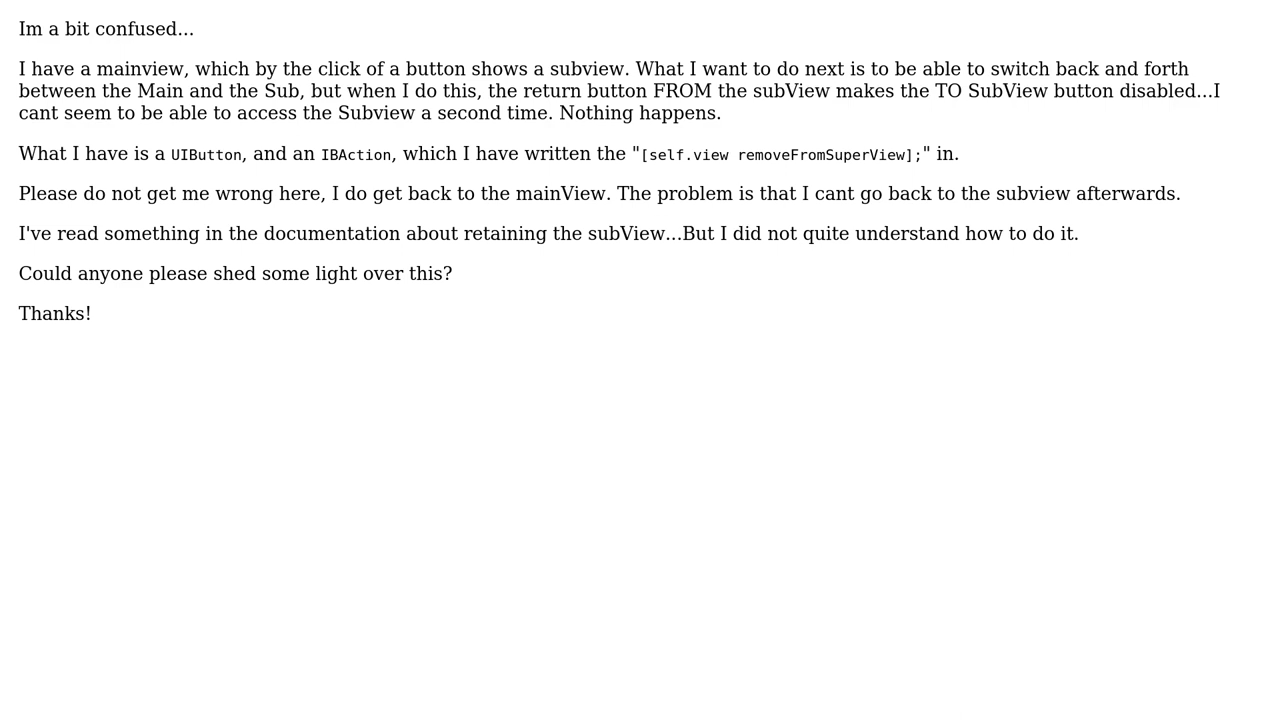 Im a bit confused...
I have a mainview, which by the click of a button shows a subview. What I want to do next is to be able to switch back and forth
between the Main and the Sub, but when I do this, the return button FROM the subView makes the TO SubView button disabled...I
cant seem to be able to access the Subview a second time. Nothing happens.
What I have is a UIButton, and an IBAction, which I have written the "[self.view removeFromSuperView];" in.
Please do not get me wrong here, I do get back to the mainView. The problem is that I cant go back to the subview afterwards.
I've read something in the documentation about retaining the subView...But I did not quite understand how to do it.
Could anyone please shed some light over this?
Thanks!